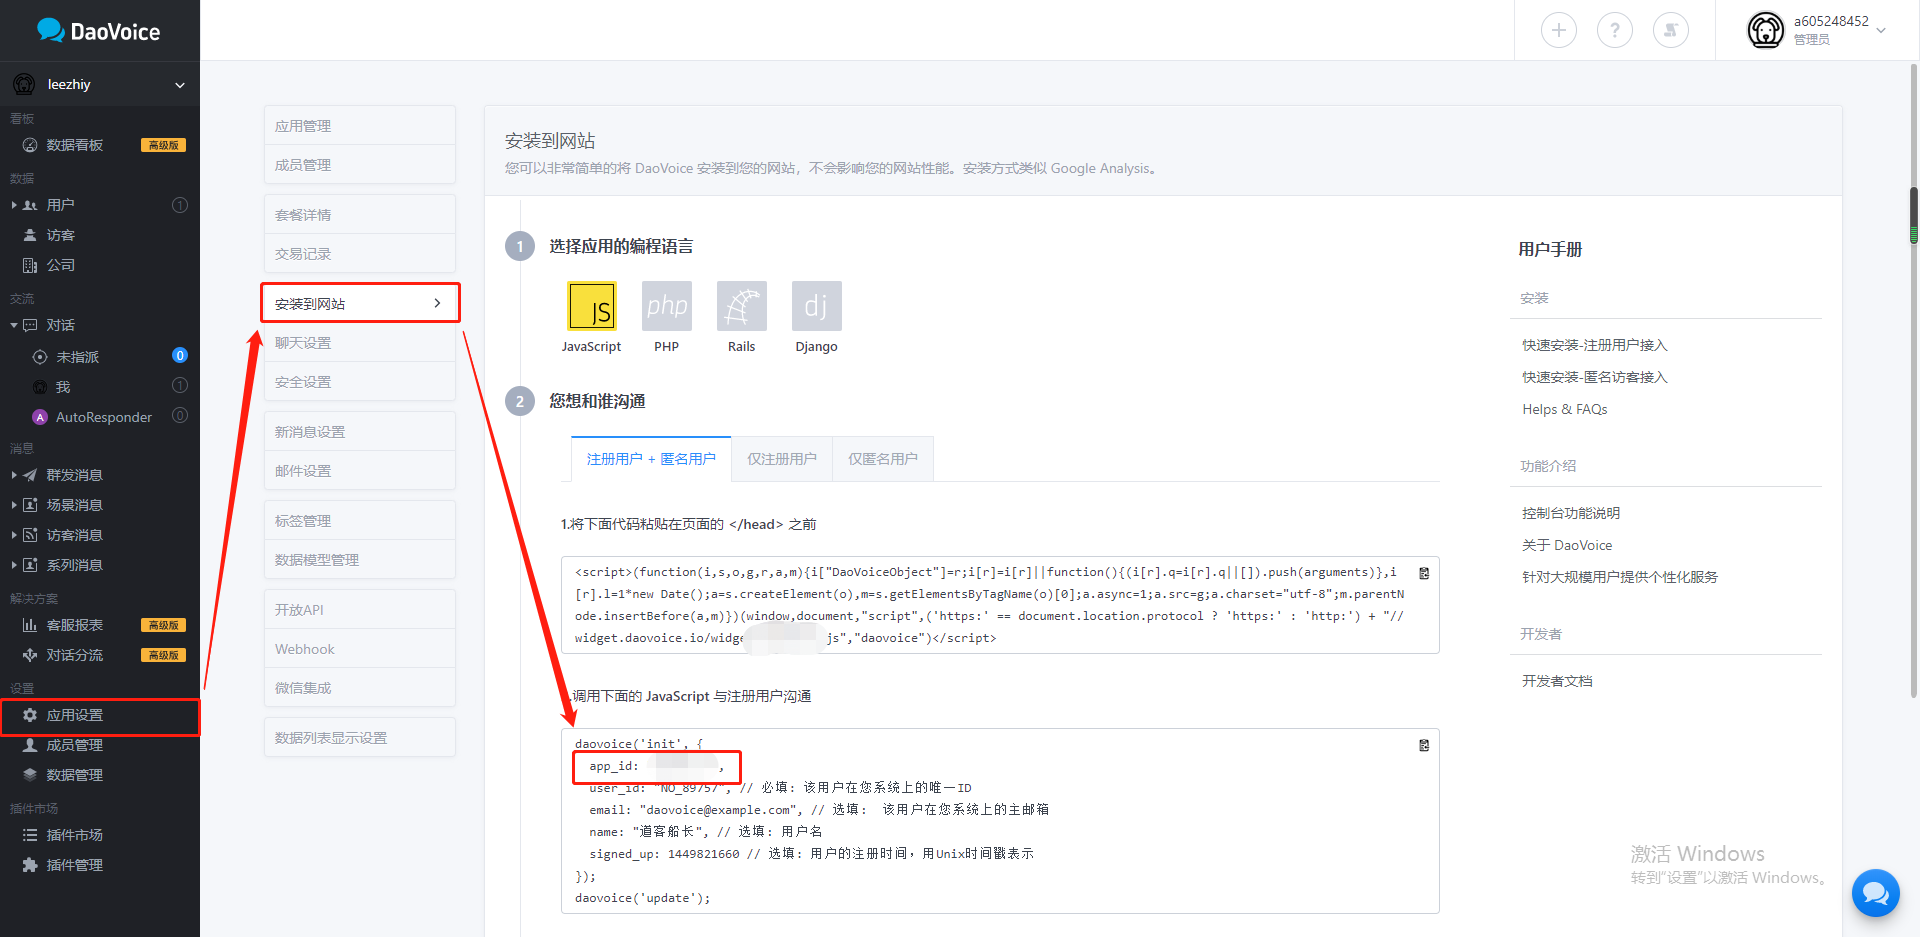 DaoVoice
leezhiy
看板
数据看板 高级版
数据
用户 1
访客
公司
交流
对话
未指派 0
我 1
A AutoResponder 0
消息
群发消息
场景消息
访客消息
系列消息
解决方案
客服报表 高级版
对话分流 高级版
设置
应用设置
成员管理
数据管理
插件市场
插件市场
插件管理
a605248452
管理员
应用管理
成员管理
套餐详情
交易记录
安装到网站
聊天设置
安全设置
新消息设置
邮件设置
标签管理
数据模型管理
开放API
Webhook
微信集成
数据列表显示设置
安装到网站
您可以非常简单的将 DaoVoice 安装到您的网站，不会影响您的网站性能。安装方式类似 Google Analysis。
1 选择应用的编程语言
JS php dj
JavaScript PHP Rails Django
2 您想和谁沟通
注册用户 + 匿名用户 仅注册用户 仅匿名用户
1.将下面代码粘贴在页面的 </head> 之前
<script>(function(i,s,o,g,r,a,m){i["DaoVoiceObject"]=r;i[r]=i[r]||function(){(i[r].q=i[r].q||[]).push(arguments)},i
[r].l=1*new Date();a=s.createElement(o),m=s.getElementsByTagName(o)[0];a.async=1;a.src=g;a.charset="utf-8";m.parentN
ode.insertBefore(a,m)})(window,document,"script",('https:' == document.location.protocol ? 'https:' : 'http:') + "//
widget.daovoice.io/widge js","daovoice")</script>
.调用下面的 JavaScript 与注册用户沟通
daovoice('init', {
app_id: ,
user_id: "NO_89757", // 必填: 该用户在您系统上的唯一ID
email: "daovoice@example.com", // 选填: 该用户在您系统上的主邮箱
name: "道客船长", // 选填: 用户名
signed_up: 1449821660 // 选填: 用户的注册时间，用Unix时间戳表示
});
daovoice('update');
用户手册
安装
快速安装-注册用户接入
快速安装-匿名访客接入
Helps & FAQs
功能介绍
控制台功能说明
关于 DaoVoice
针对大规模用户提供个性化服务
开发者
开发者文档
激活 Windows
转到"设置"以激活 Windows。